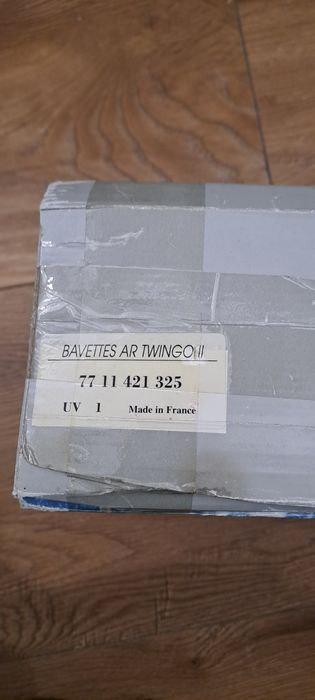 BAVETTES AR TWINGO II
77 11 421 325
UV 1 Made in France